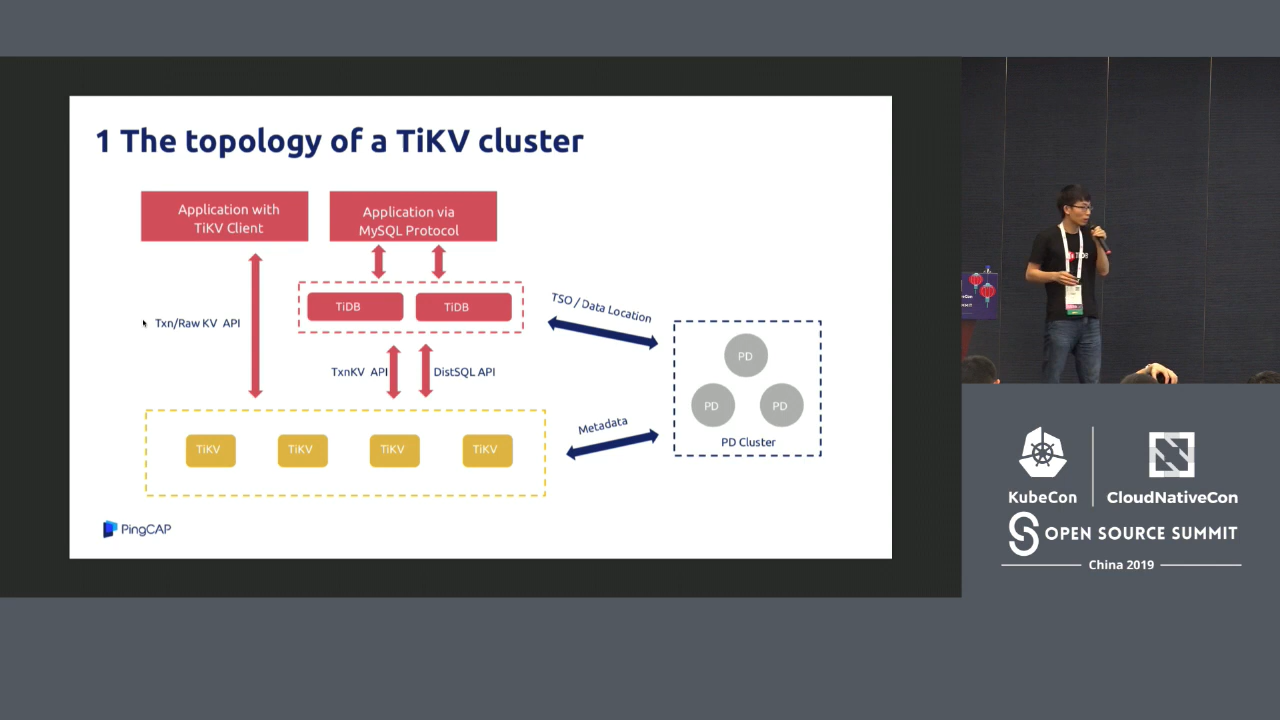 1 The topology of a TiKV cluster
Application with
TiKV Client
Application via
MySQL Protocol
TiDB
TiDB
TSO / Data Location
Txn/Raw KV API
TxnKV API
DistSQL API
PD
PD
PD
PD Cluster
Metadata
TiKV
TiKV
TiKV
TiKV
PingCAP
TiDB
KubeCon
CloudNativeCon
OPEN SOURCE SUMMIT
China 2019